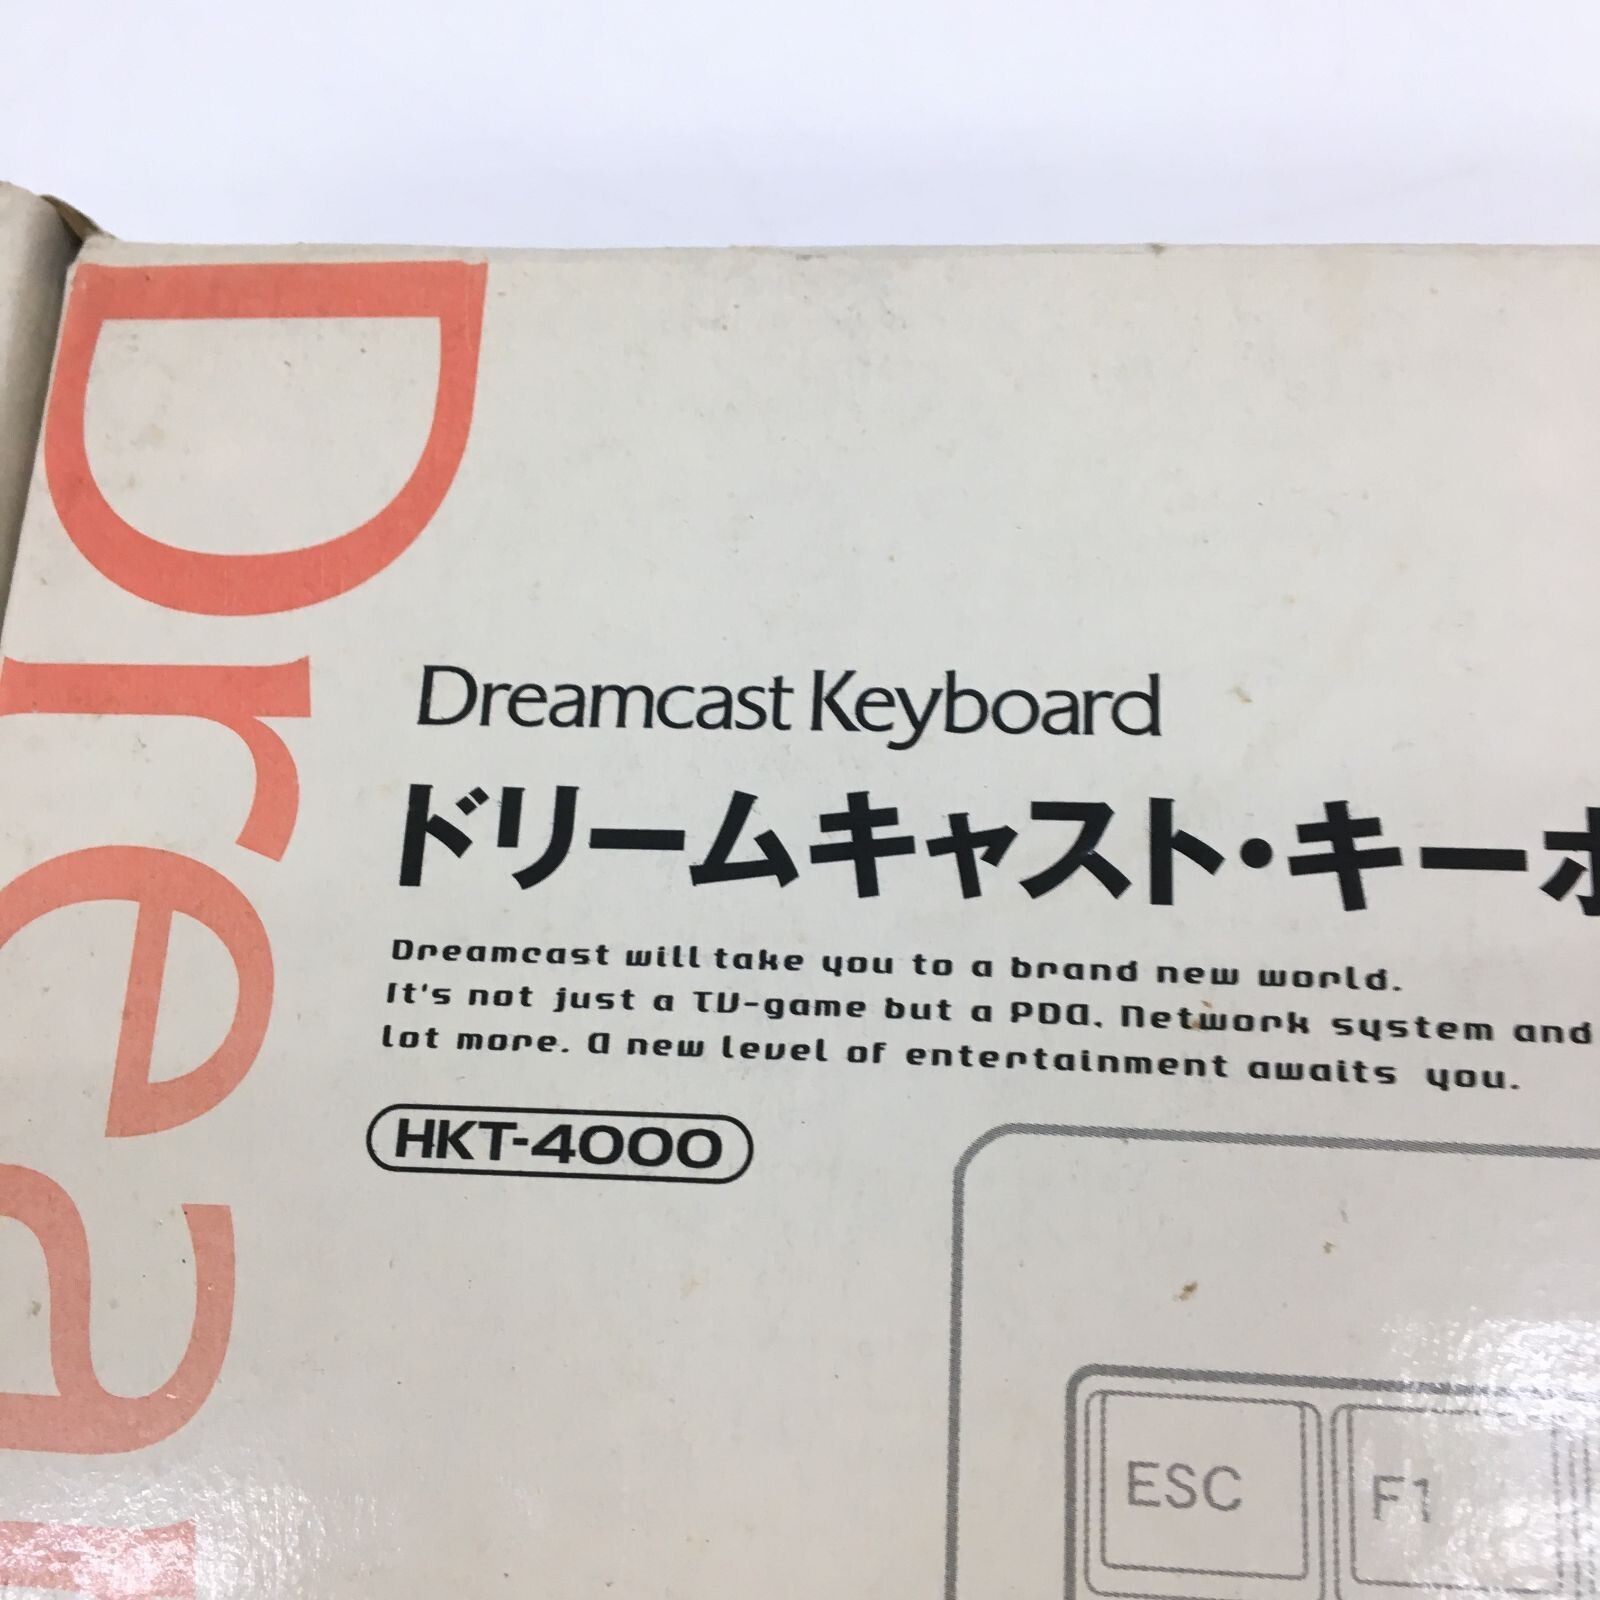 Drea
Dreamcast Keyboard
ドリームキャスト・キーボ
Dreamcast will take you to a brand new world.
It's not just a TV-game but a PDA, Network system and
lot more. A new level of entertainment awaits you.
HKT-4000
ESC
F1